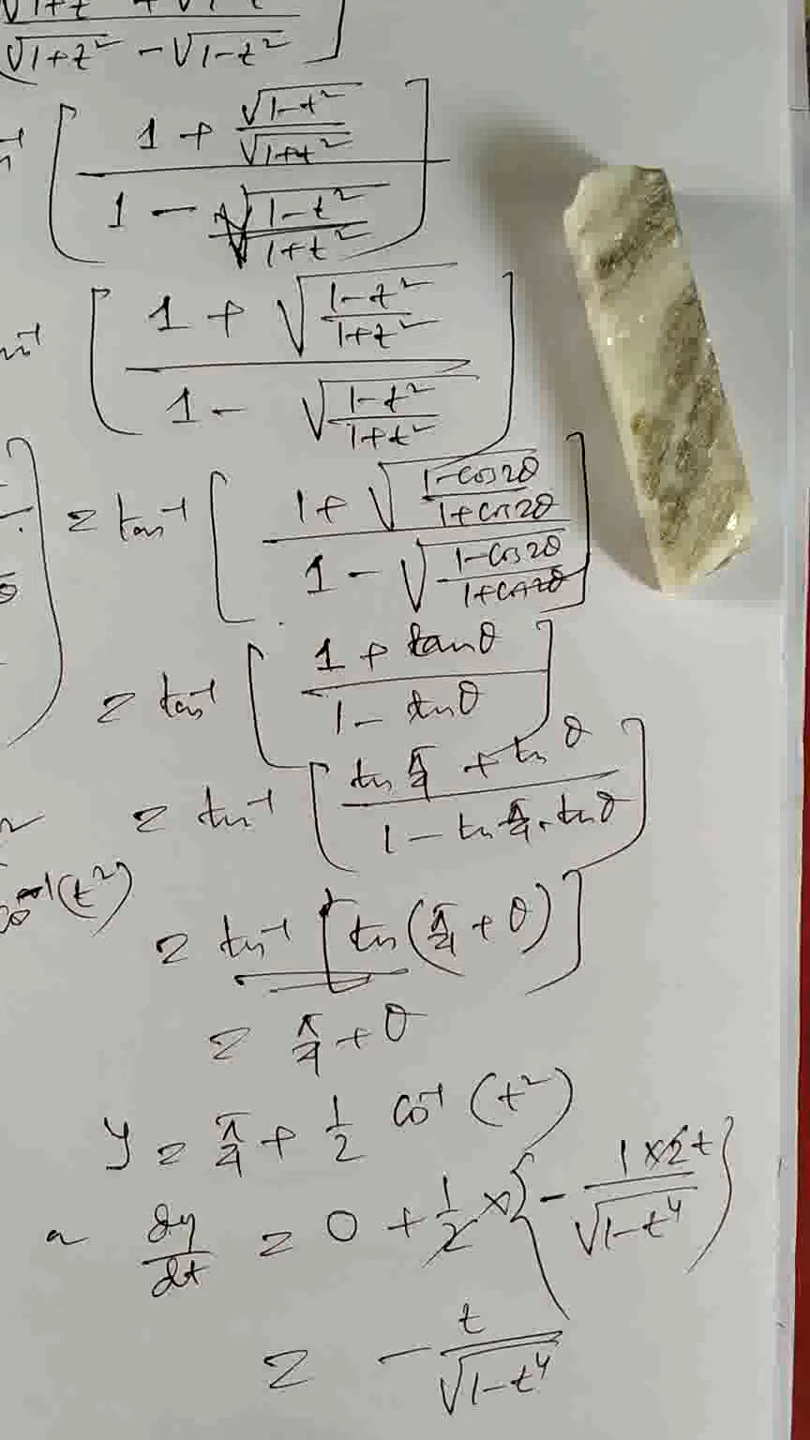 √1+t² - √1-t² ]
[ 1 + √1-t² / √1+t² / 1 - √1-t² / √1+t² ]
[ 1 + √(1-t² / 1+t²) / 1 - √(1-t² / 1+t²) ]
= tan⁻¹ [ 1 + √(1-cos2θ / 1+cos2θ) / 1 - √(1-cos2θ / 1+cos2θ) ]
= tan⁻¹ [ 1 + tanθ / 1 - tanθ ]
= tan⁻¹ [ tan π/4 + tan θ / 1 - tan π/4 · tanθ ]
cos⁻¹(t²)
= tan⁻¹ [ tan (π/4 + θ) ]
= π/4 + θ
y = π/4 + 1/2 cos⁻¹ (t²)
dy/dt = 0 + 1/2 × { - 1×2t / √1-t⁴ }
= - t / √1-t⁴